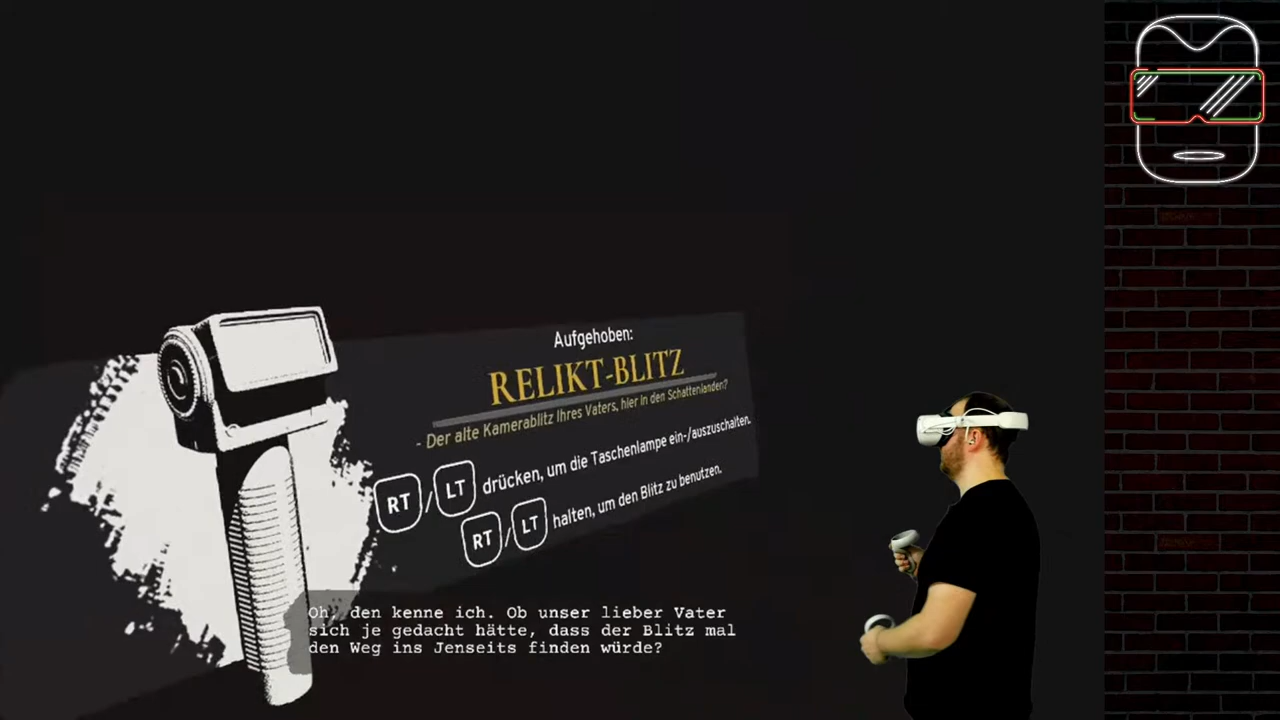 Aufgehoben:
RELIKT-BLITZ
- Der alte Kamerablitz Ihres Vaters, hier in den Schattenlanden?
RT / LT drücken, um die Taschenlampe ein-/auszuschalten.
RT / LT halten, um den Blitz zu benutzen.
Oh, den kenne ich. Ob unser lieber Vater
sich je gedacht hätte, dass der Blitz mal
den Weg ins Jenseits finden würde?